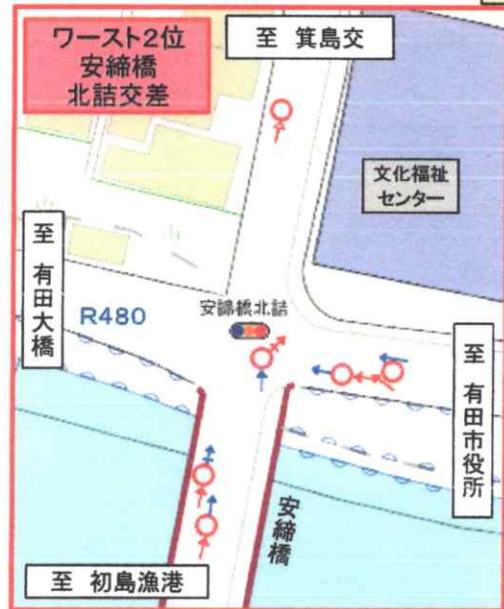 ワースト2位
安締橋
北詰交差
至 箕島交
文化福祉
センター
至 有田大橋
R480
安諦橋北詰
至 有田市役所
安締橋
至 初島漁港